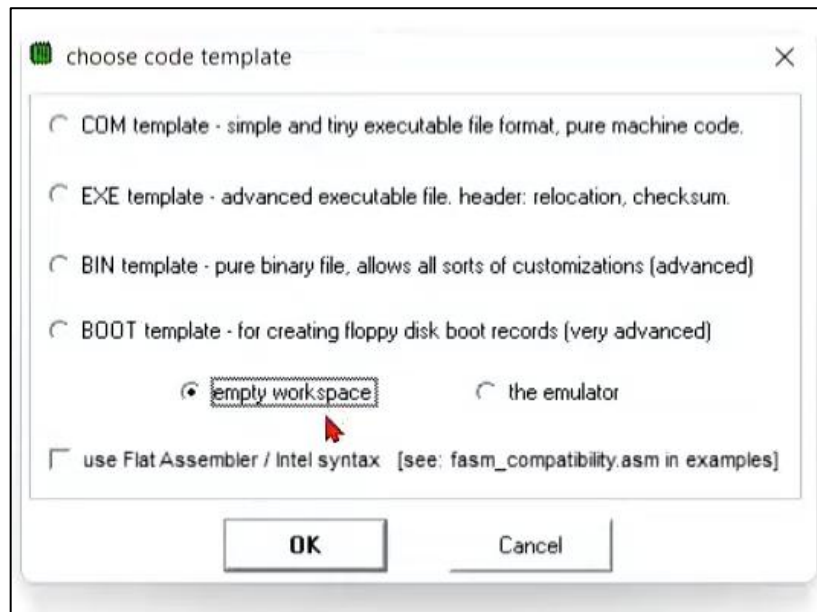 choose code template
COM template - simple and tiny executable file format, pure machine code.
EXE template - advanced executable file. header: relocation, checksum.
BIN template - pure binary file, allows all sorts of customizations (advanced)
BOOT template - for creating floppy disk boot records (very advanced)
empty workspace the emulator
use Flat Assembler / Intel syntax [see: fasm_compatibility.asm in examples]
OK Cancel